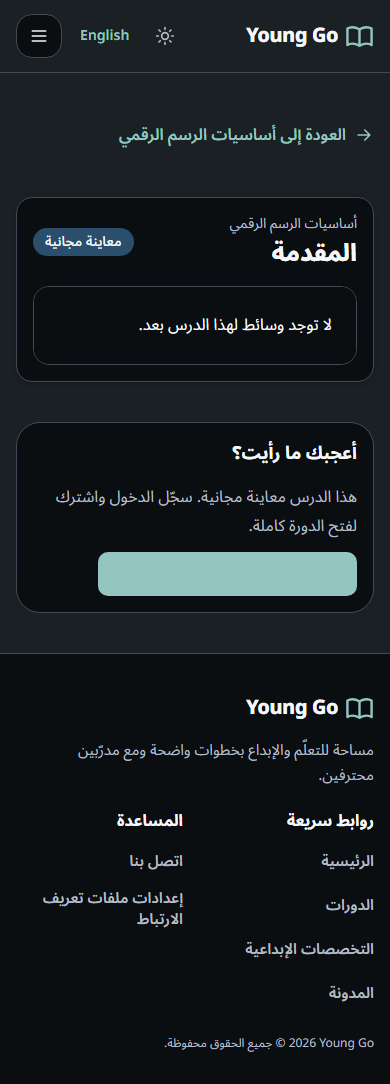 Young Go
English
العودة إلى أساسيات الرسم الرقمي
أساسيات الرسم الرقمي
المقدمة
معاينة مجانية
لا توجد وسائط لهذا الدرس بعد.
أعجبك ما رأيت؟
هذا الدرس معاينة مجانية. سجّل الدخول واشترك
لفتح الدورة كاملة.
Young Go
مساحة للتعلّم والإبداع بخطوات واضحة ومع مدرّبين
محترفين.
روابط سريعة
الرئيسية
الدورات
التخصصات الإبداعية
المدونة
المساعدة
اتصل بنا
إعدادات ملفات تعريف
الارتباط
Young Go 2026 © جميع الحقوق محفوظة.